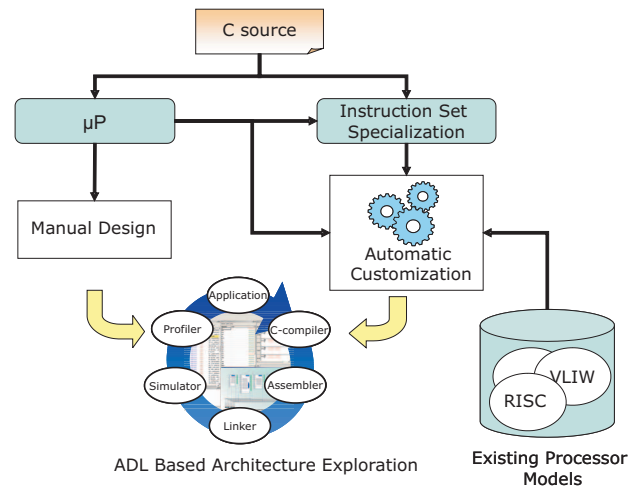 C source
µP
Instruction Set
Specialization
Manual Design
Automatic
Customization
Application
Profiler
C-compiler
Simulator
Assembler
Linker
VLIW
RISC
ADL Based Architecture Exploration
Existing Processor
Models